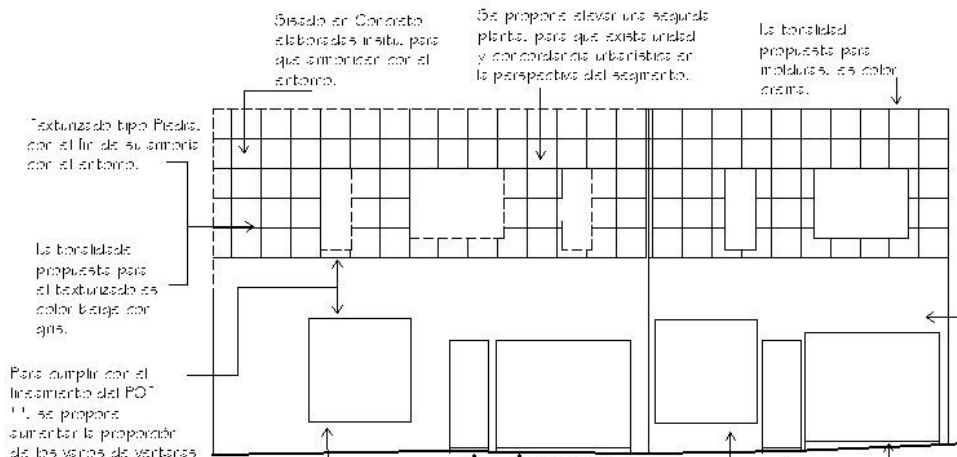 Sisado en Concreto
elaboradas insitu, para
que armonicen con el
entorno.
Se propone elevar una segunda
planta, para que exista unidad
y concordancia urbanística en
la perspectiva del segmento.
La tonalidad
propuesta para
molduras, es color
crema.
Texturizado tipo Piedra,
con el fin de su armonía
con el entorno.
La tonalidade
propuesta para
el texturizado es
color beige con
gris.
Para cumplir con el
lineamiento del
se propone
aumentar la proporción
de los vanos de ventanas